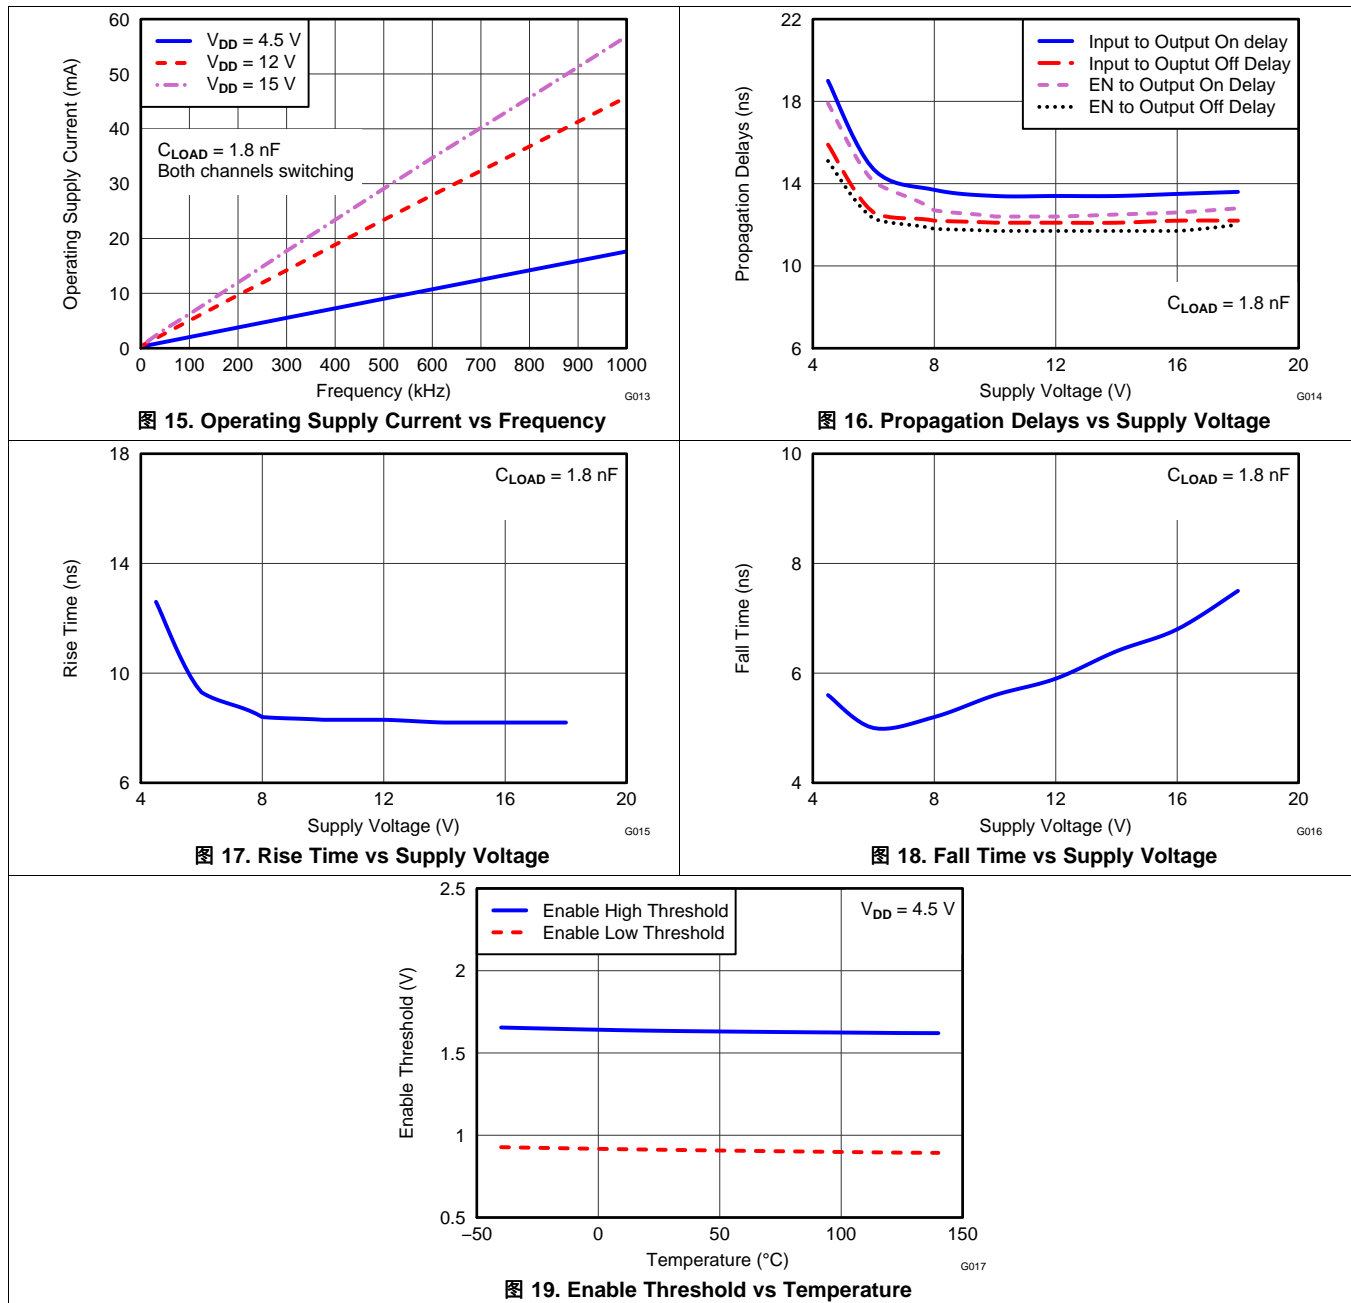 60
50
40
30
20
10
0
Operating Supply Current (mA)
V_DD = 4.5 V
V_DD = 12 V
V_DD = 15 V
C_LOAD = 1.8 nF
Both channels switching
0 100 200 300 400 500 600 700 800 900 1000
Frequency (kHz)
G013
图 15. Operating Supply Current vs Frequency
22
18
14
10
6
Propagation Delays (ns)
Input to Output On delay
Input to Ouptut Off Delay
EN to Output On Delay
EN to Output Off Delay
C_LOAD = 1.8 nF
4 8 12 16 20
Supply Voltage (V)
G014
图 16. Propagation Delays vs Supply Voltage
18
14
10
6
Rise Time (ns)
C_LOAD = 1.8 nF
4 8 12 16 20
Supply Voltage (V)
G015
图 17. Rise Time vs Supply Voltage
10
8
6
4
Fall Time (ns)
C_LOAD = 1.8 nF
4 8 12 16 20
Supply Voltage (V)
G016
图 18. Fall Time vs Supply Voltage
2.5
2
1.5
1
0.5
Enable Threshold (V)
Enable High Threshold
Enable Low Threshold
V_DD = 4.5 V
−50 0 50 100 150
Temperature (°C)
G017
图 19. Enable Threshold vs Temperature